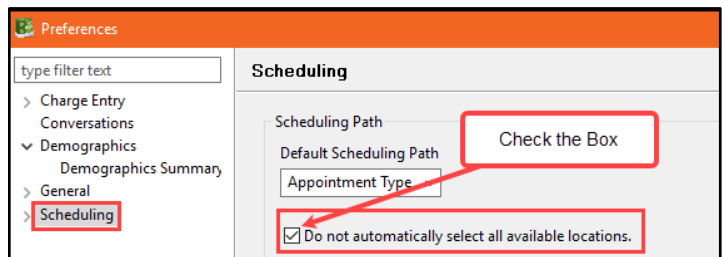 Preferences
type filter text
Charge Entry
Conversations
Demographics
Demographics Summary
General
Scheduling
Scheduling
Scheduling Path
Default Scheduling Path
Appointment Type
Do not automatically select all available locations.
Check the Box